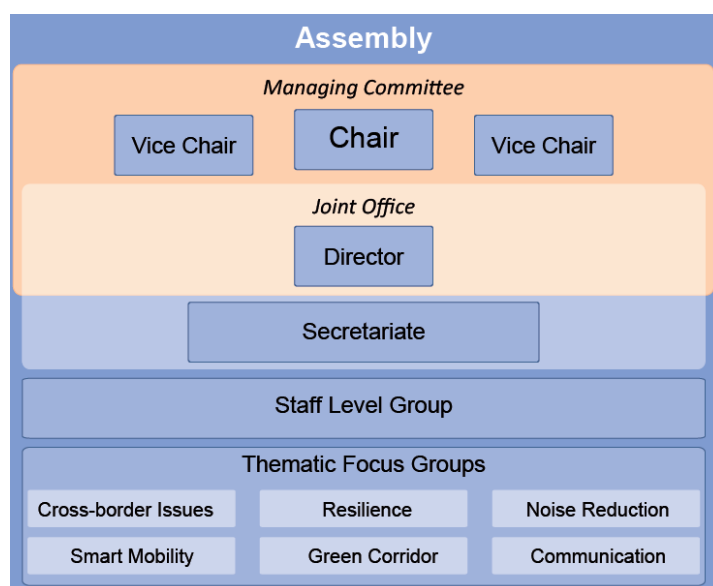 Assembly
Managing Committee
Vice Chair
Chair
Vice Chair
Joint Office
Director
Secretariate
Staff Level Group
Thematic Focus Groups
Cross-border Issues
Resilience
Noise Reduction
Smart Mobility
Green Corridor
Communication